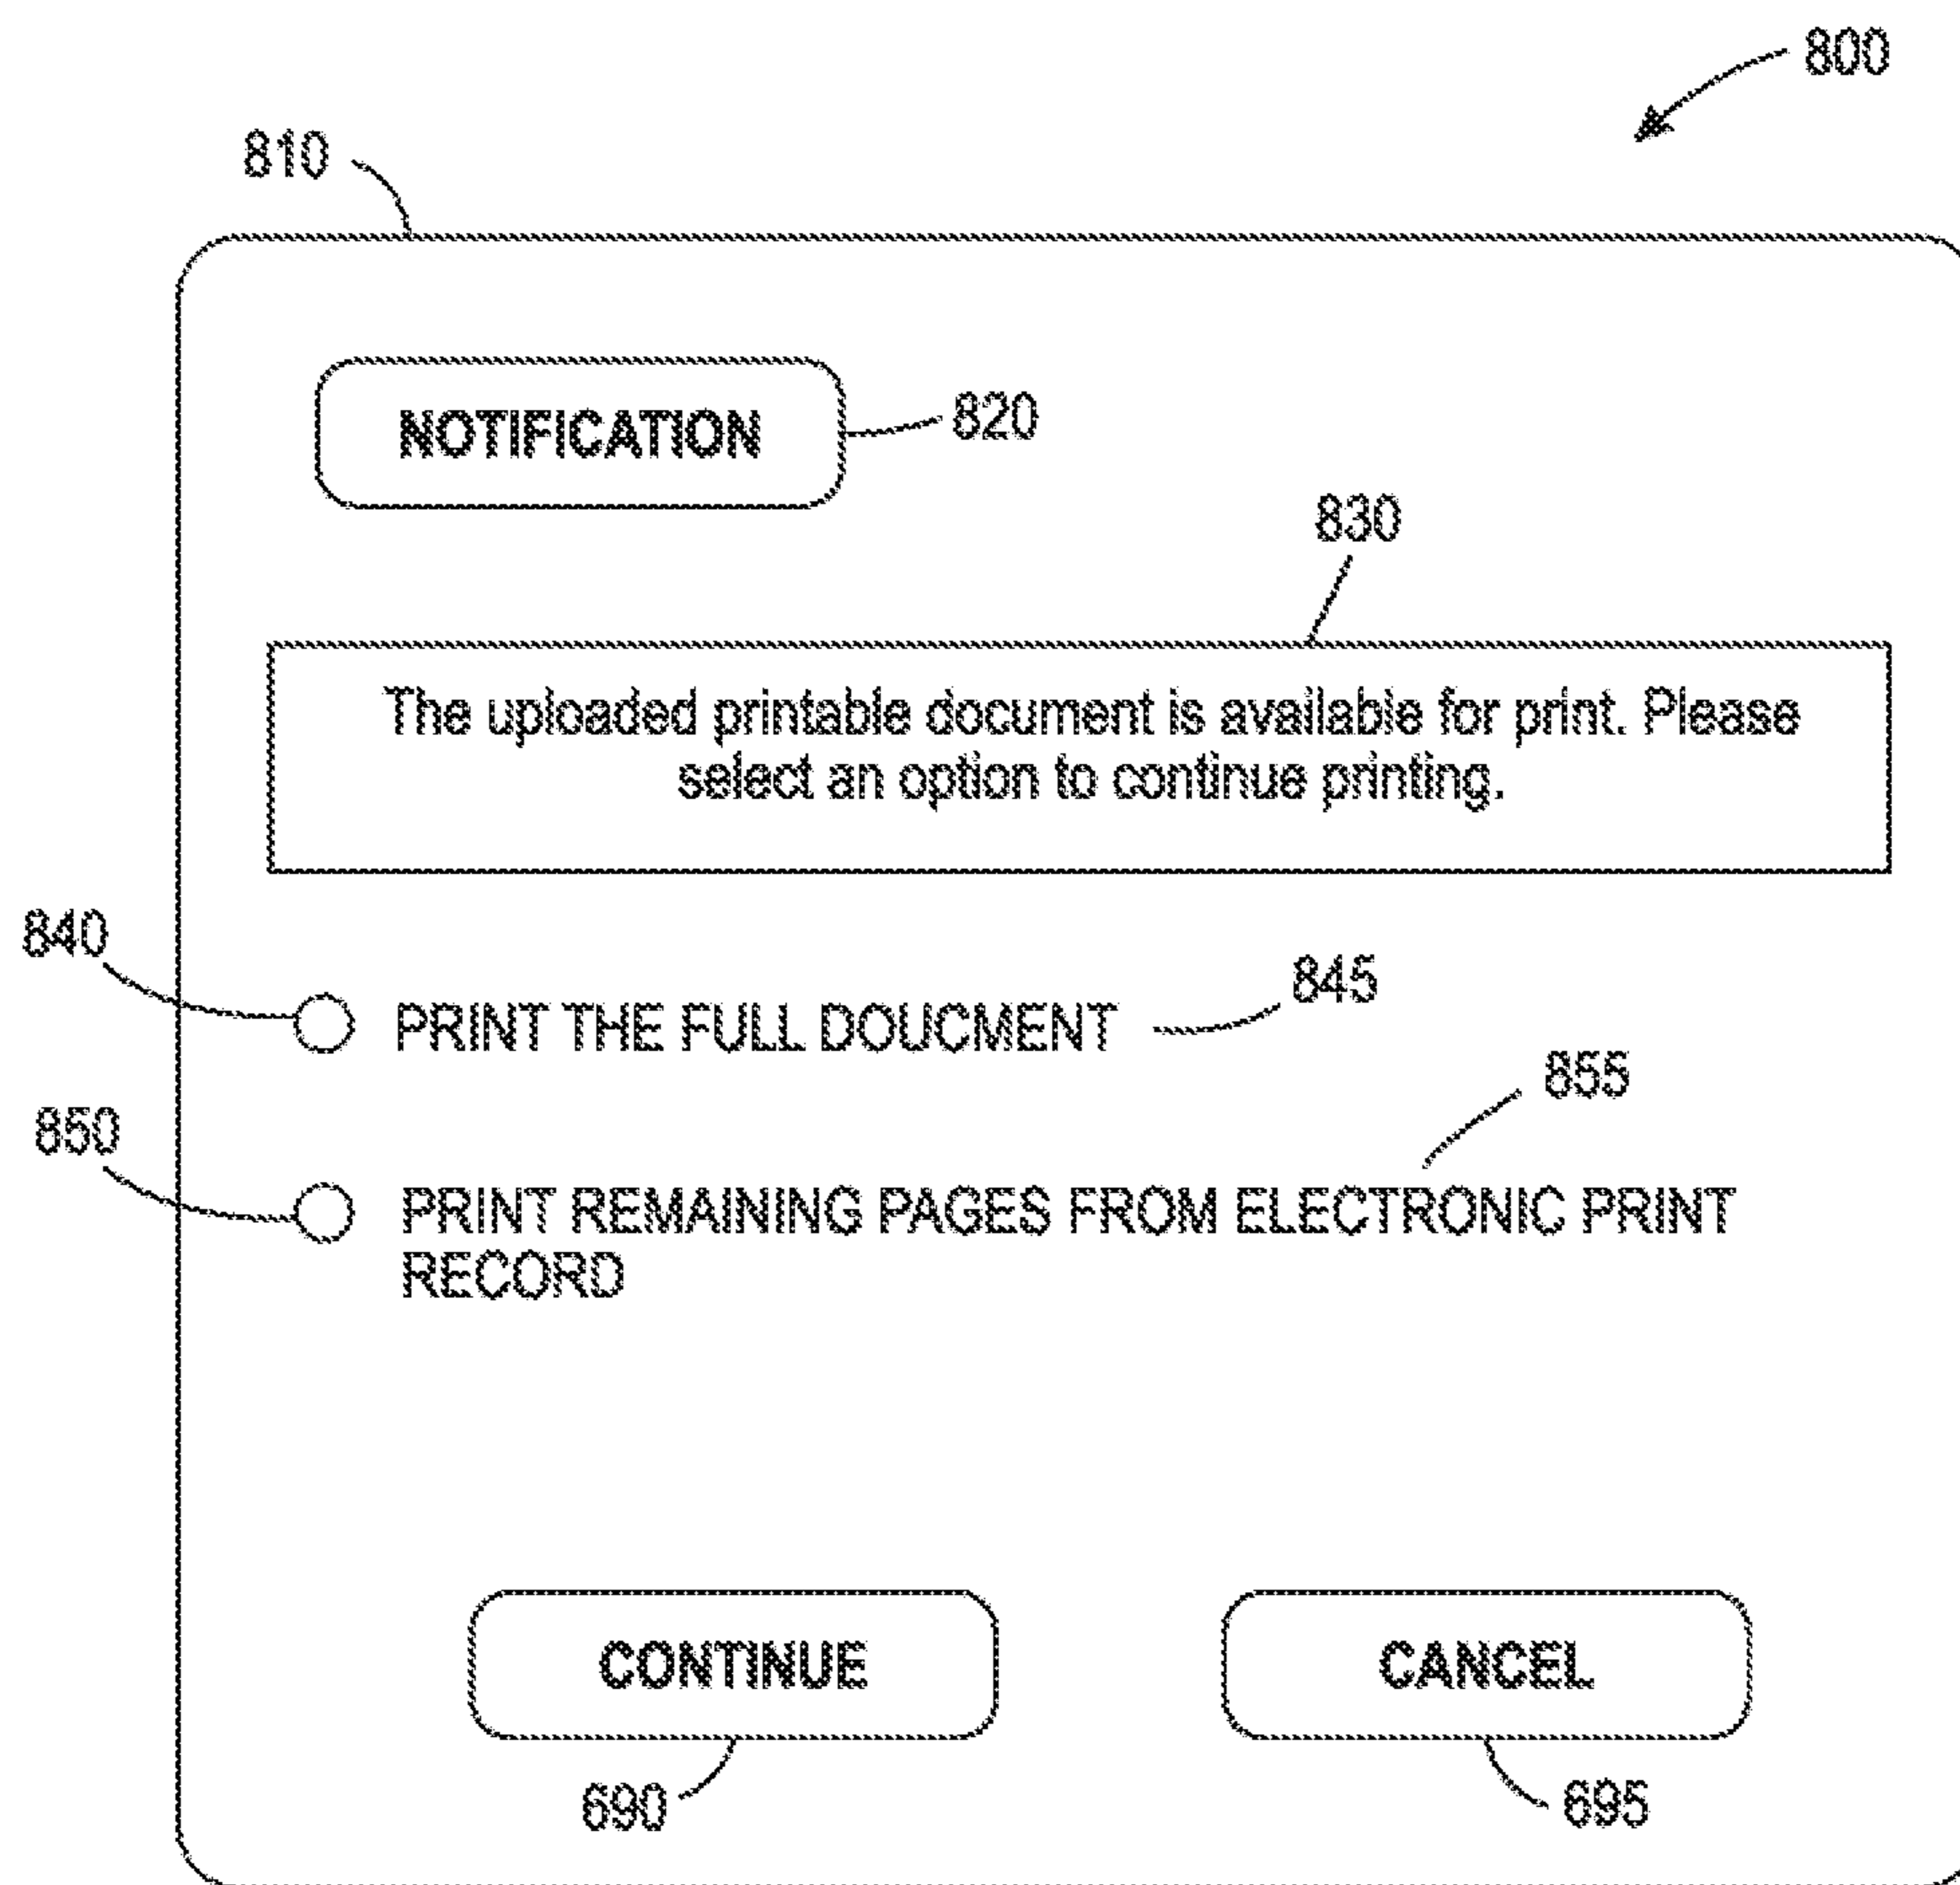 800
810
NOTIFICATION
820
830
The uploaded printable document is available for print. Please
select an option to continue printing.
840
845
PRINT THE FULL DOUCMENT
855
850
PRINT REMAINING PAGES FROM ELECTRONIC PRINT
RECORD
CONTINUE
CANCEL
690
695